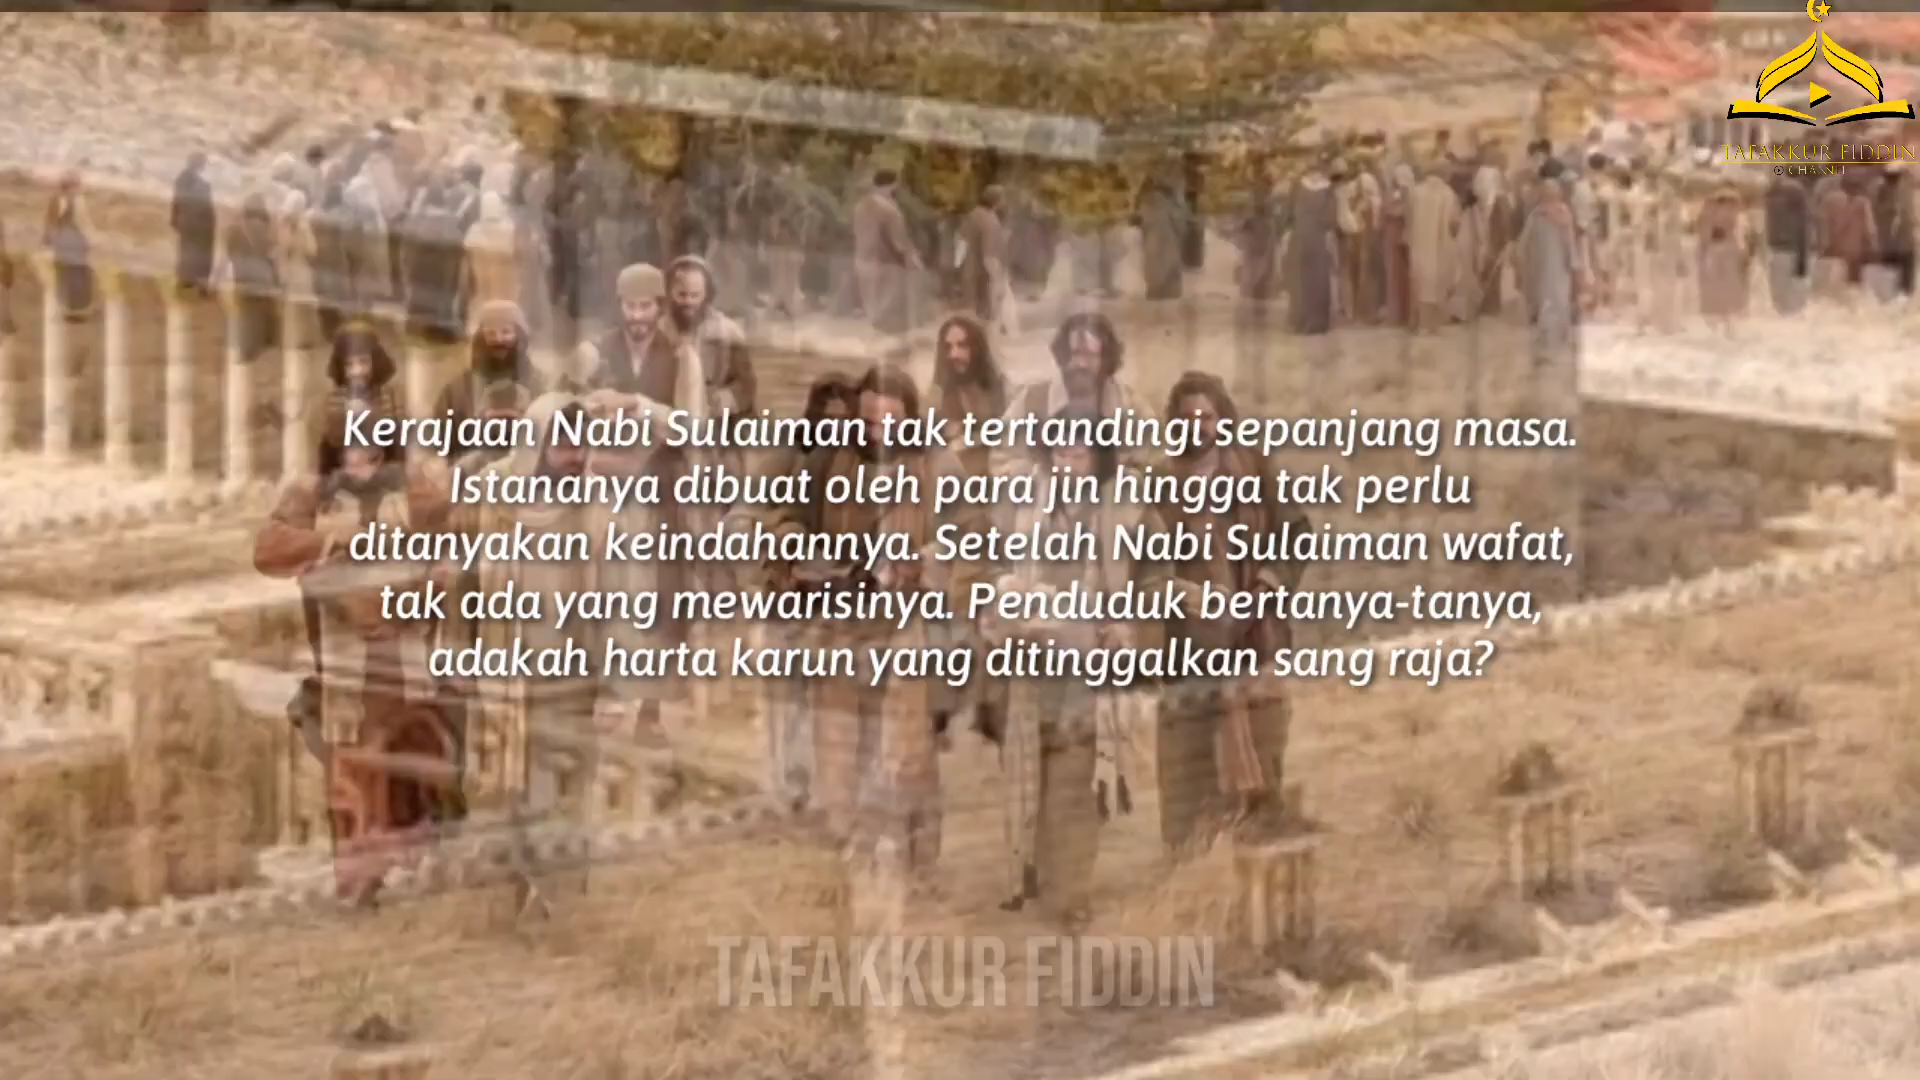 TAFAKKUR FIDDIN
CHANNEL
Kerajaan Nabi Sulaiman tak tertandingi sepanjang masa.
Istananya dibuat oleh para jin hingga tak perlu
ditanyakan keindahannya. Setelah Nabi Sulaiman wafat,
tak ada yang mewarisinya. Penduduk bertanya-tanya,
adakah harta karun yang ditinggalkan sang raja?
TAFAKKUR FIDDIN